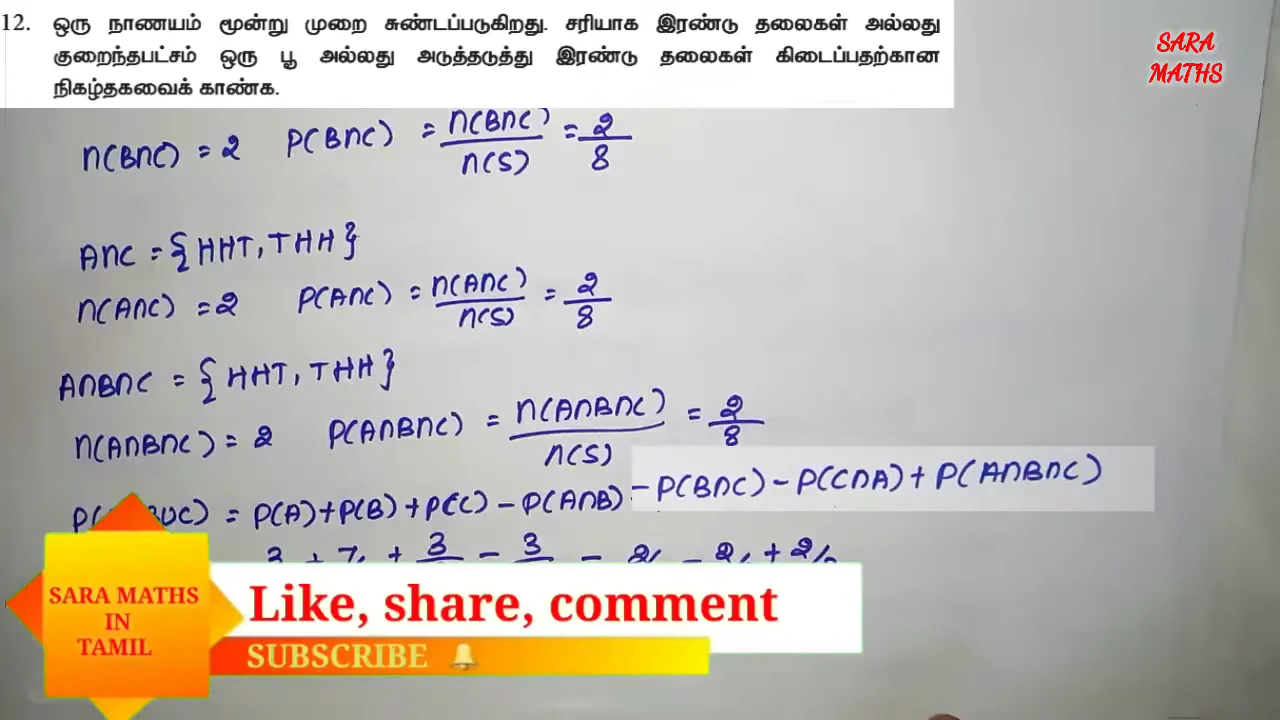 12. ஒரு நாணயம் மூன்று முறை சுண்டப்படுகிறது. சரியாக இரண்டு தலைகள் அல்லது
குறைந்தபட்சம் ஒரு பூ அல்லது அடுத்தடுத்து இரண்டு தலைகள் கிடைப்பதற்கான
நிகழ்தகவைக் காண்க.
SARA
MATHS
n(B∩C) = 2 P(B∩C) = n(B∩C)/n(S) = 2/8
A∩C = {HHT, THH}
n(A∩C) = 2 P(A∩C) = n(A∩C)/n(S) = 2/8
A∩B∩C = {HHT, THH}
n(A∩B∩C) = 2 P(A∩B∩C) = n(A∩B∩C)/n(S) = 2/8
= P(A) + P(B) + P(C) - P(A∩B) - P(B∩C) - P(C∩A) + P(A∩B∩C)
SARA MATHS
IN
TAMIL
Like, share, comment
SUBSCRIBE